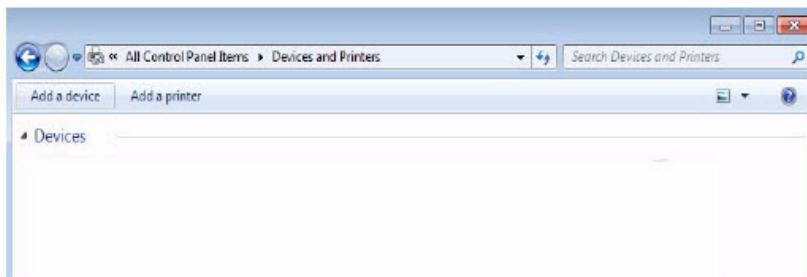 « All Control Panel Items ▸ Devices and Printers Search Devices and Printers
Add a device Add a printer
Devices